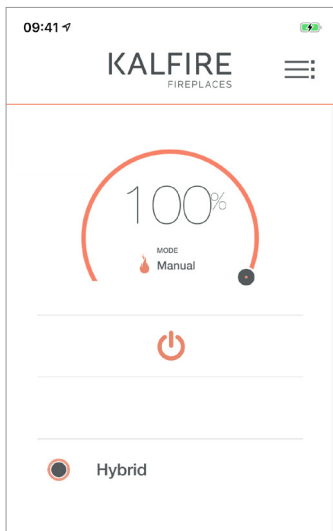 09:41
KALFIRE
FIREPLACES
100%
MODE
Manual
Hybrid